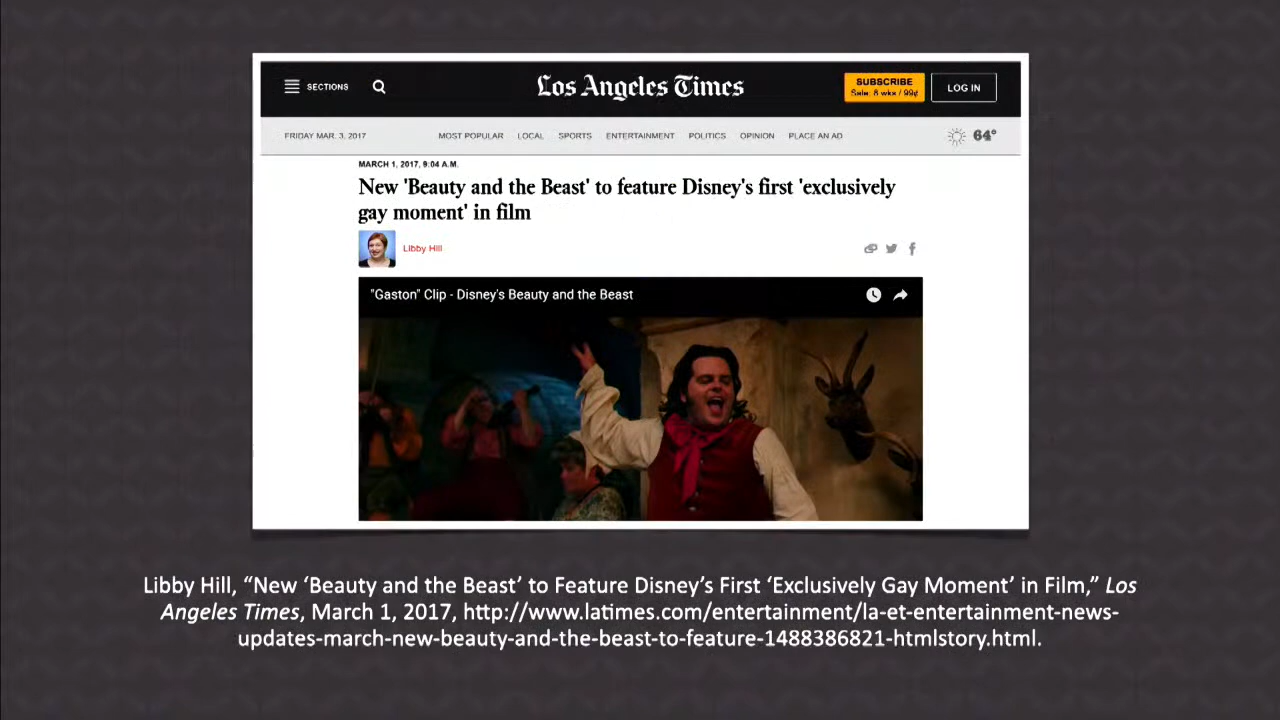 SECTIONS
Los Angeles Times
SUBSCRIBE
Sale: 8 wks / 99¢
LOG IN
FRIDAY MAR. 3, 2017
MOST POPULAR LOCAL SPORTS ENTERTAINMENT POLITICS OPINION PLACE AN AD
64°
MARCH 1, 2017, 9:04 A.M.
New 'Beauty and the Beast' to feature Disney's first 'exclusively
gay moment' in film
Libby Hill
"Gaston" Clip - Disney's Beauty and the Beast
Libby Hill, “New ‘Beauty and the Beast’ to Feature Disney’s First ‘Exclusively Gay Moment’ in Film,” Los
Angeles Times, March 1, 2017, http://www.latimes.com/entertainment/la-et-entertainment-news-
updates-march-new-beauty-and-the-beast-to-feature-1488386821-htmlstory.html.